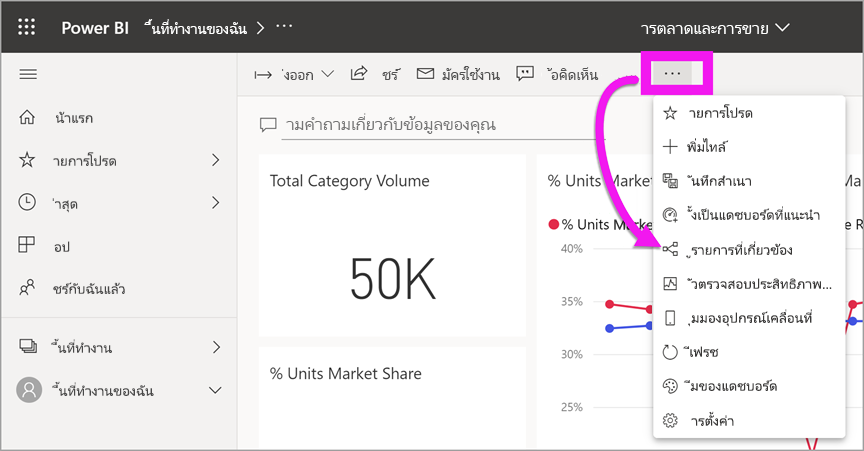 Power BI ื้นที่ทำงานของฉัน > ··· ารตลาดและการขาย
่งออก ชร์ มัครใช้งาน ้อคิดเห็น ···
ามคำถามเกี่ยวกับข้อมูลของคุณ
น้าแรก
ายการโปรด
่าสุด
อป
ชร์กับฉันแล้ว
ื้นที่ทำงาน
ื้นที่ทำงานของฉัน
Total Category Volume
50K
% Units Market Share
% Units Market
% Units Market
40%
35%
30%
25%
ายการโปรด
พิ่มไทล์
ันทึกสำเนา
ั้งเป็นแดชบอร์ดที่แนะนำ
ูรายการที่เกี่ยวข้อง
ัวตรวจสอบประสิทธิภาพ...
ุมมองอุปกรณ์เคลื่อนที่
ีเฟรช
ีมของแดชบอร์ด
ารตั้งค่า